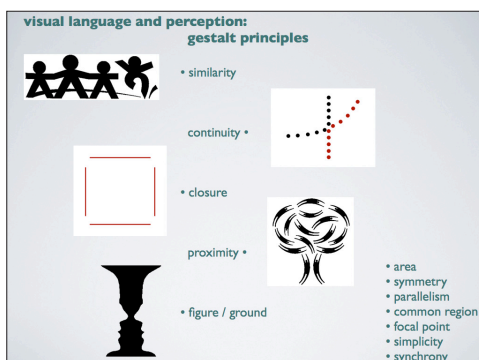 visual language and perception:
gestalt principles
• similarity
continuity •
• closure
proximity •
• figure / ground
• area
• symmetry
• parallelism
• common region
• focal point
• simplicity
• synchrony